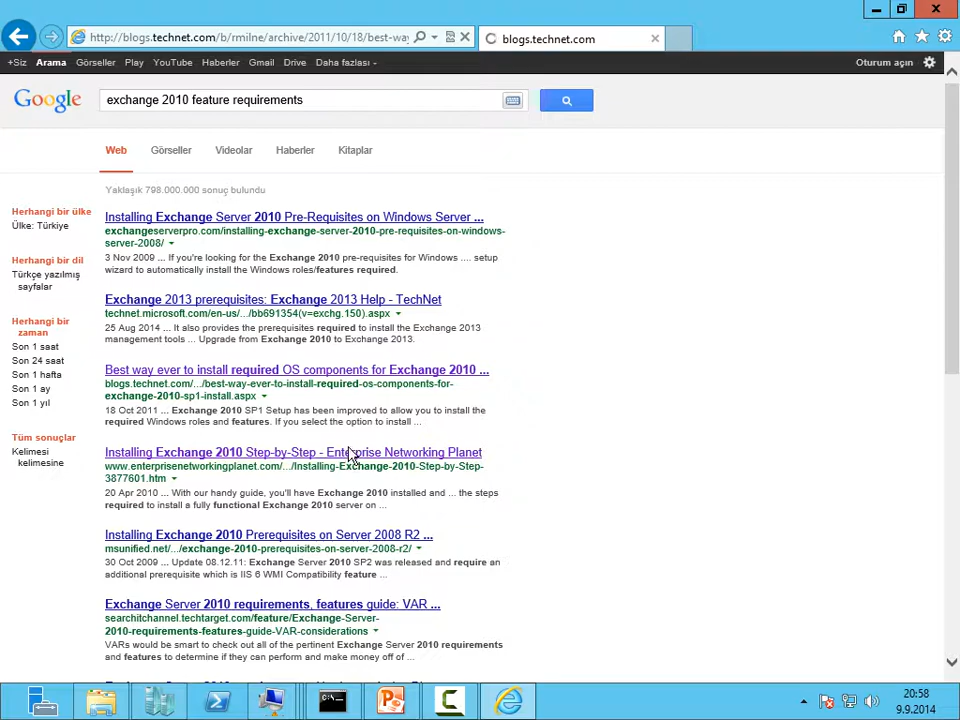 http://blogs.technet.com/b/rmilne/archive/2011/10/18/best-way
blogs.technet.com
+Siz Arama Görseller Play YouTube Haberler Gmail Drive Daha fazlası Oturum açın
Google exchange 2010 feature requirements
Web Görseller Videolar Haberler Kitaplar
Yaklaşık 798.000.000 sonuç bulundu
Herhangi bir ülke
Ülke: Türkiye
Herhangi bir dil
Türkçe yazılmış
sayfalar
Herhangi bir
zaman
Son 1 saat
Son 24 saat
Son 1 hafta
Son 1 ay
Son 1 yıl
Tüm sonuçlar
Kelimesi
kelimesine
Installing Exchange Server 2010 Pre-Requisites on Windows Server ...
exchangeserverpro.com/installing-exchange-server-2010-pre-requisites-on-windows-
server-2008/
3 Nov 2009 ... If you're looking for the Exchange 2010 pre-requisites for Windows .... setup
wizard to automatically install the Windows roles/features required.
Exchange 2013 prerequisites: Exchange 2013 Help - TechNet
technet.microsoft.com/en-us/.../bb691354(v=exchg.150).aspx
25 Aug 2014 ... It also provides the prerequisites required to install the Exchange 2013
management tools ... Upgrade from Exchange 2010 to Exchange 2013.
Best way ever to install required OS components for Exchange 2010 ...
blogs.technet.com/.../best-way-ever-to-install-required-os-components-for-
exchange-2010-sp1-install.aspx
18 Oct 2011 ... Exchange 2010 SP1 Setup has been improved to allow you to install the
required Windows roles and features. If you select the option to install ...
Installing Exchange 2010 Step-by-Step - Enterprise Networking Planet
www.enterprisenetworkingplanet.com/.../Installing-Exchange-2010-Step-by-Step-
3877601.htm
20 Apr 2010 ... With our handy guide, you'll have Exchange 2010 installed and ... the steps
required to install a fully functional Exchange 2010 server on ...
Installing Exchange 2010 Prerequisites on Server 2008 R2 ...
msunified.net/.../exchange-2010-prerequisites-on-server-2008-r2/
30 Oct 2009 ... Update 08.12.11: Exchange Server 2010 SP2 was released and require an
additional prerequisite which is IIS 6 WMI Compatibility feature ...
Exchange Server 2010 requirements, features guide: VAR ...
searchitchannel.techtarget.com/feature/Exchange-Server-
2010-requirements-features-guide-VAR-considerations
VARs would be smart to check out all of the pertinent Exchange Server 2010 requirements
and features to determine if they can perform and make money off of ...
20:58
9.9.2014